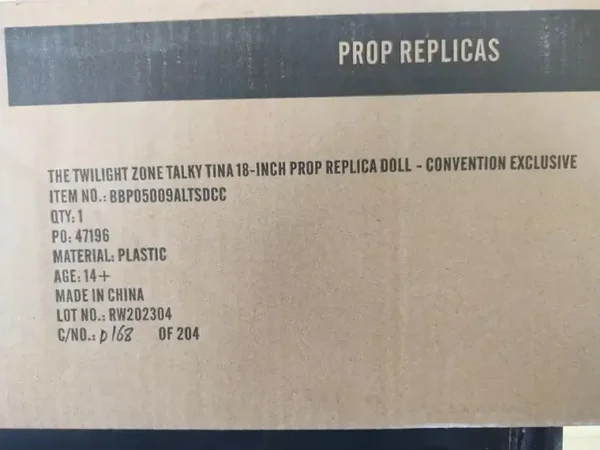 PROP REPLICAS
THE TWILIGHT ZONE TALKY TINA 18-INCH PROP REPLICA DOLL - CONVENTION EXCLUSIVE
ITEM NO.: BBP05009ALTSDCC
QTY: 1
PO: 47196
MATERIAL: PLASTIC
AGE: 14+
MADE IN CHINA
LOT NO.: RW202304
C/NO.: D168 OF 204